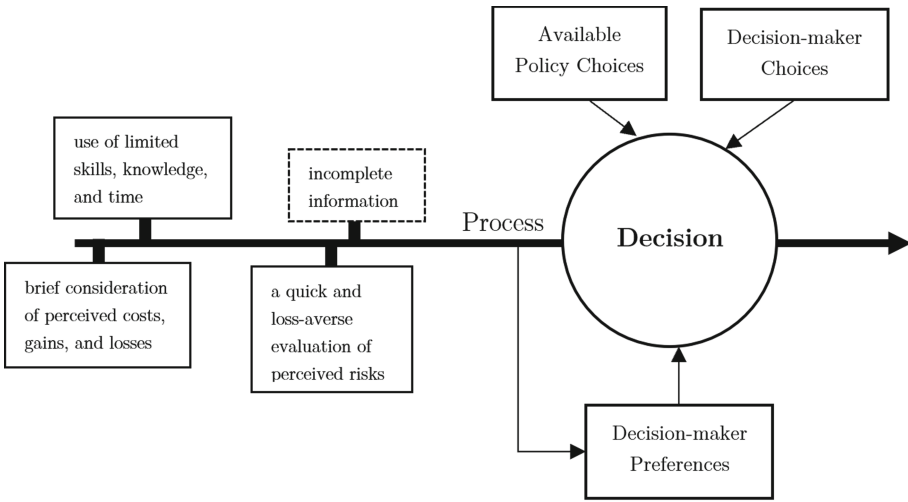 Available
Policy Choices
Decision-maker
Choices
use of limited
skills, knowledge,
and time
incomplete
information
Process
Decision
brief consideration
of perceived costs,
gains, and losses
a quick and
loss-averse
evaluation of
perceived risks
Decision-maker
Preferences